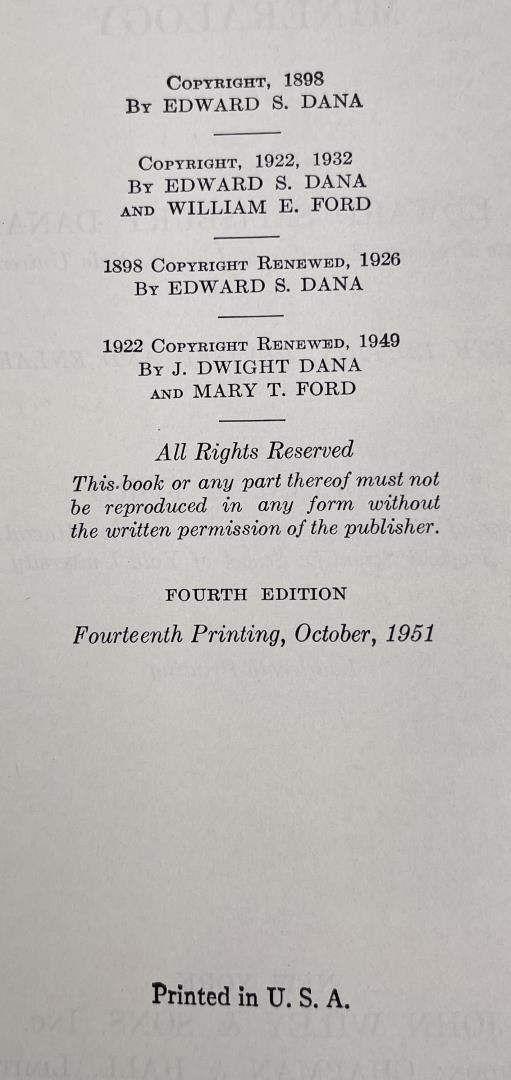 COPYRIGHT, 1898
BY EDWARD S. DANA
COPYRIGHT, 1922, 1932
BY EDWARD S. DANA
AND WILLIAM E. FORD
1898 COPYRIGHT RENEWED, 1926
BY EDWARD S. DANA
1922 COPYRIGHT RENEWED, 1949
BY J. DWIGHT DANA
AND MARY T. FORD
All Rights Reserved
This book or any part thereof must not
be reproduced in any form without
the written permission of the publisher.
FOURTH EDITION
Fourteenth Printing, October, 1951
Printed in U. S. A.